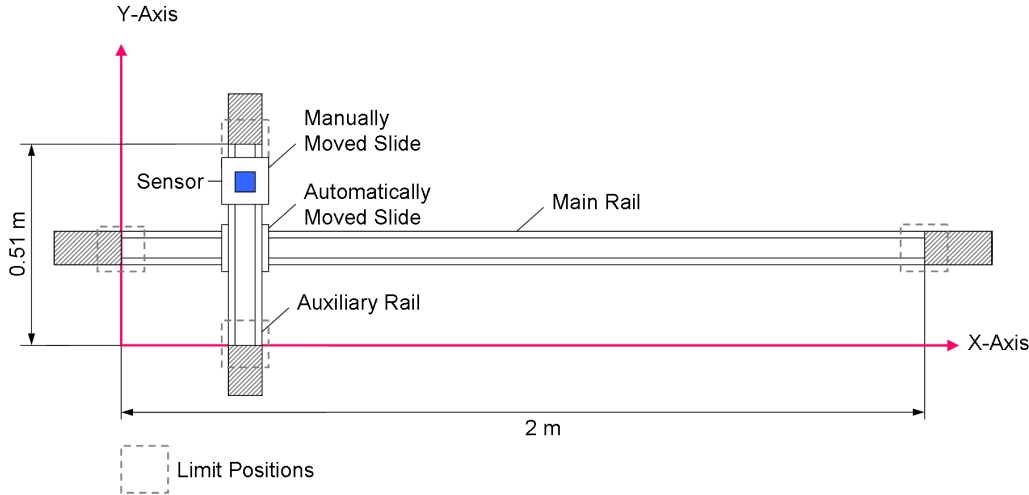 Y-Axis
Manually
Moved Slide
Sensor
Automatically
Moved Slide
Main Rail
0.51 m
Auxiliary Rail
X-Axis
2 m
Limit Positions